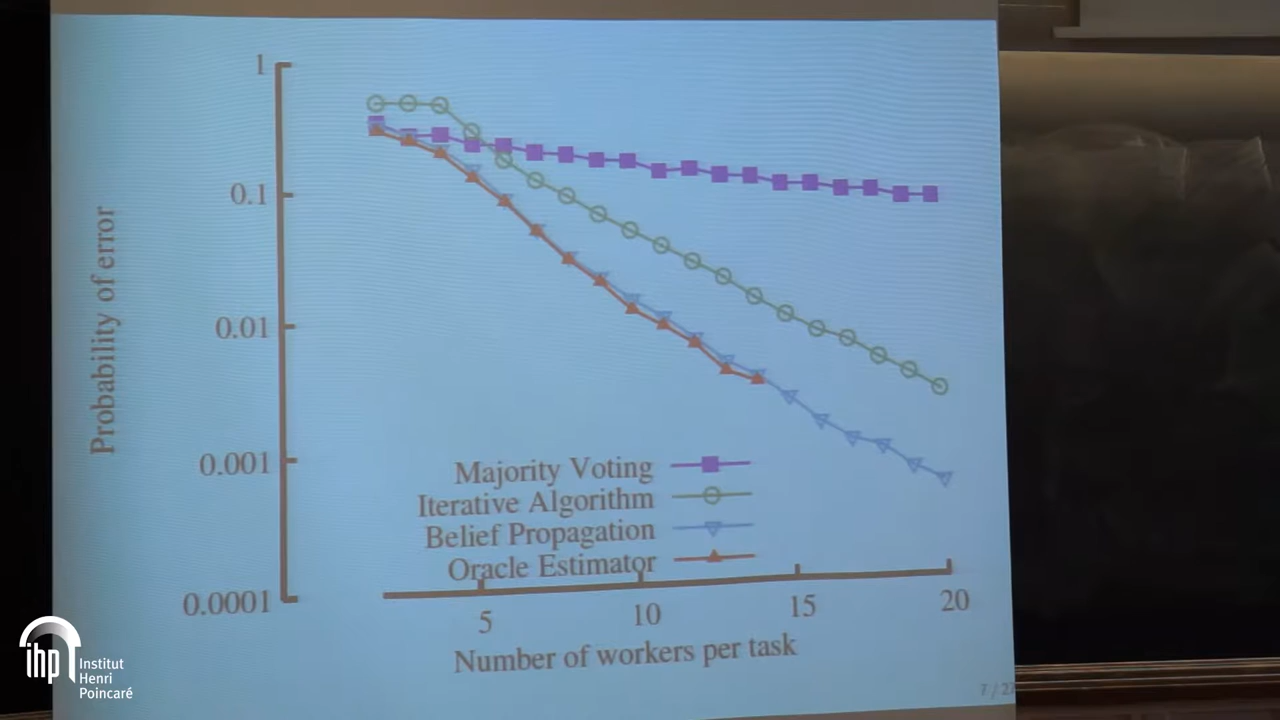 1
0.1
0.01
0.001
0.0001
Probability of error
Majority Voting
Iterative Algorithm
Belief Propagation
Oracle Estimator
5
10
15
20
Number of workers per task
ihp
Institut
Henri
Poincaré